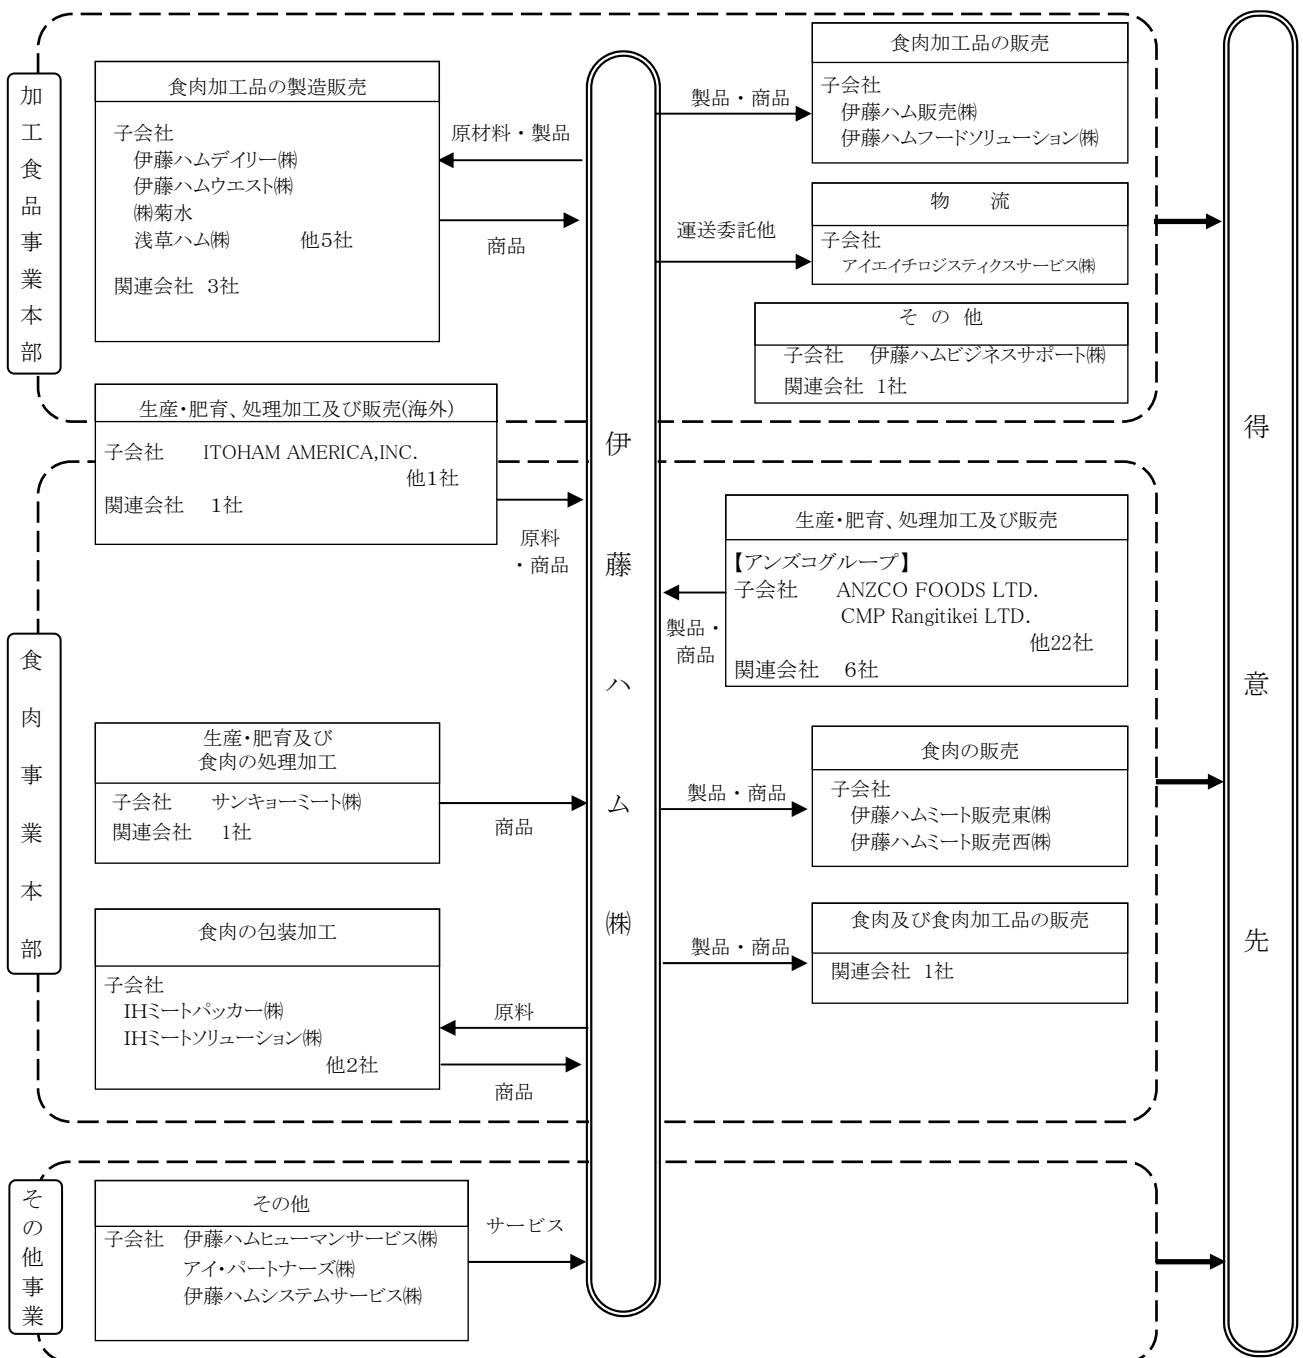 加工食品事業本部
食肉加工品の製造販売
子会社
伊藤ハムデイリー㈱
伊藤ハムウエスト㈱
㈱菊水
浅草ハム㈱ 他5社
関連会社 3社
原材料・製品
商品
製品・商品
運送委託他
食肉加工品の販売
子会社
伊藤ハム販売㈱
伊藤ハムフードソリューション㈱
物 流
子会社
アイエイチロジスティクスサービス㈱
そ の 他
子会社 伊藤ハムビジネスサポート㈱
関連会社 1社
生産・肥育、処理加工及び販売(海外)
子会社 ITOHAM AMERICA,INC.
他1社
関連会社 1社
原料
・商品
伊藤ハム㈱
得意先
食肉事業本部
生産・肥育、処理加工及び販売
【アンズコグループ】
子会社 ANZCO FOODS LTD.
CMP Rangitikei LTD.
他22社
関連会社 6社
製品・
商品
生産・肥育及び
食肉の処理加工
子会社 サンキョーミート㈱
関連会社 1社
商品
製品・商品
食肉の販売
子会社
伊藤ハムミート販売東㈱
伊藤ハムミート販売西㈱
食肉の包装加工
子会社
IHミートパッカー㈱
IHミートソリューション㈱
他2社
原料
商品
製品・商品
食肉及び食肉加工品の販売
関連会社 1社
その他事業
その他
子会社 伊藤ハムヒューマンサービス㈱
アイ・パートナーズ㈱
伊藤ハムシステムサービス㈱
サービス